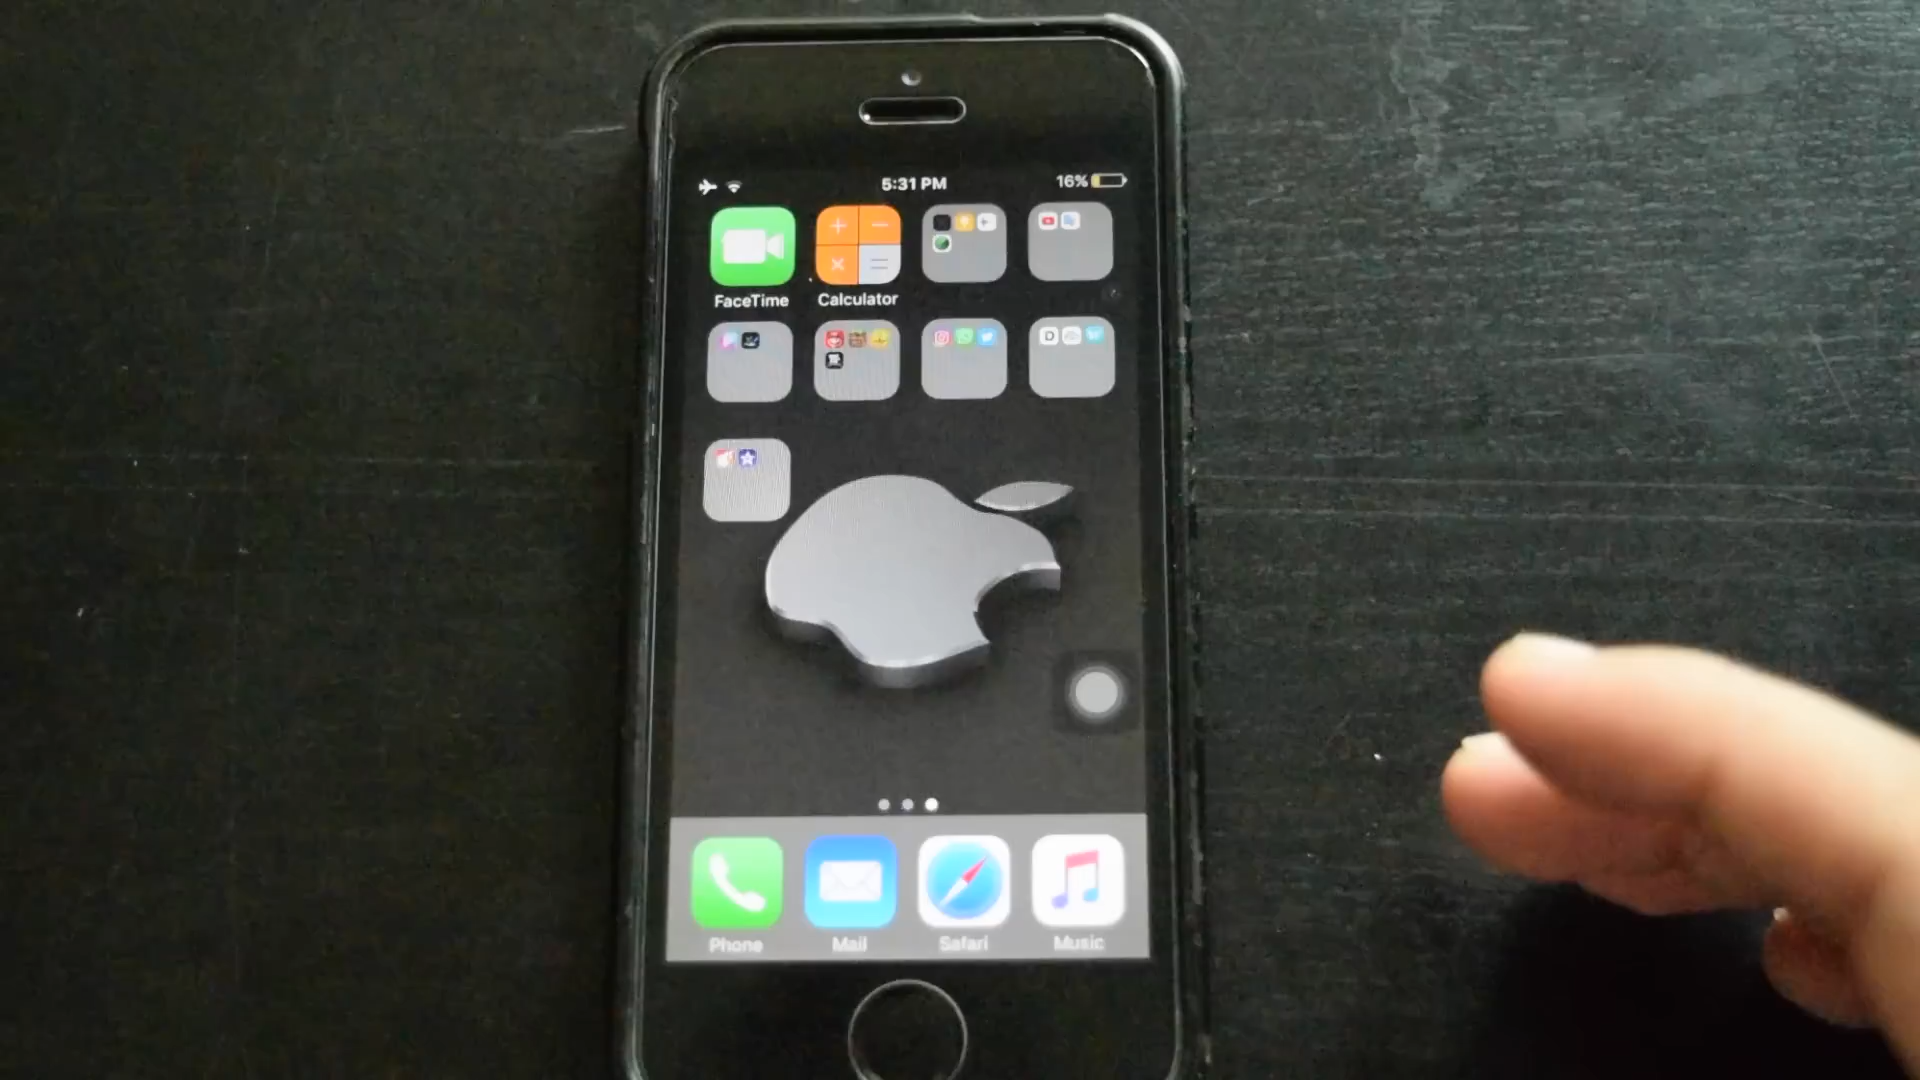 5:31 PM
16%
FaceTime
Calculator
Phone
Mail
Safari
Music